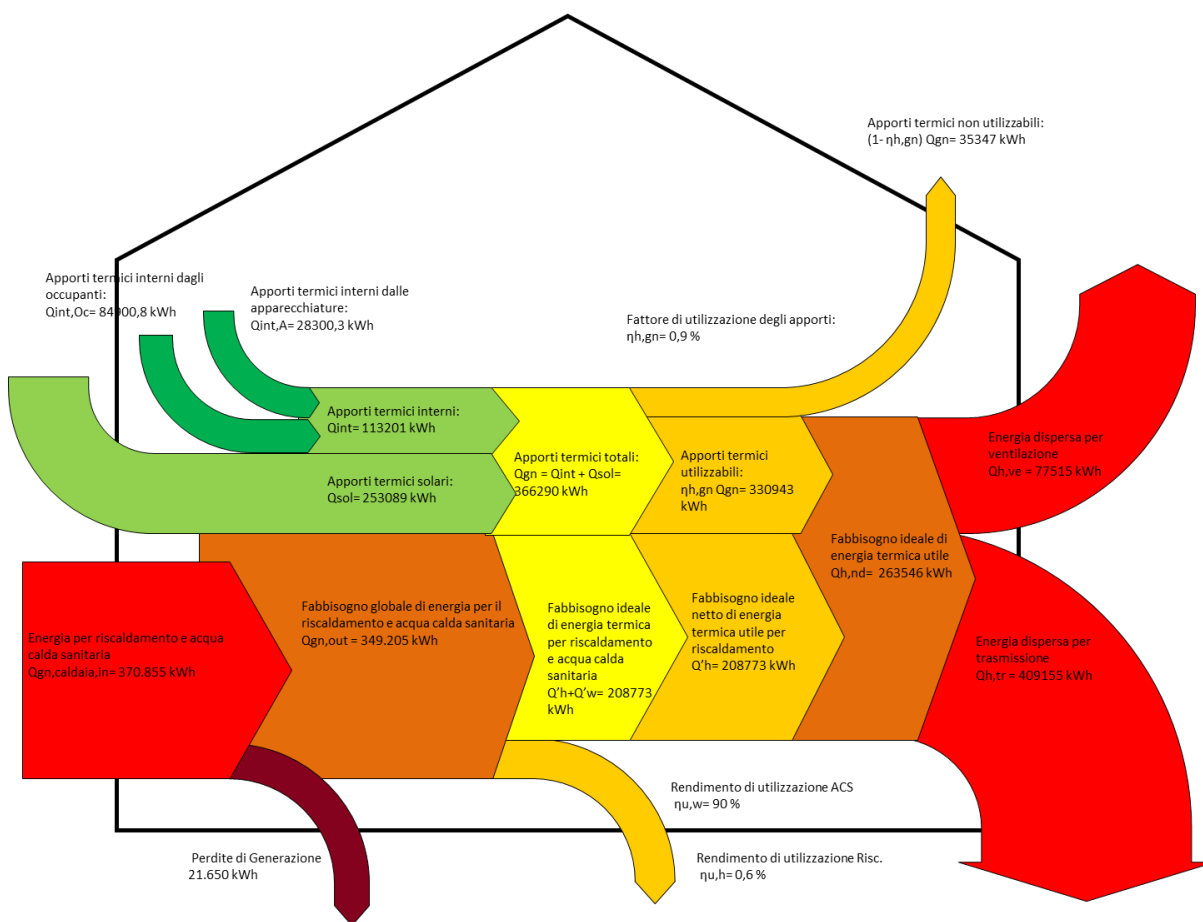 Apporti termici non utilizzabili:
(1- ηh,gn) Qgn= 35347 kWh
Apporti termici interni dagli
occupanti:
Qint,Oc= 84900,8 kWh
Apporti termici interni dalle
apparecchiature:
Qint,A= 28300,3 kWh
Fattore di utilizzazione degli apporti:
ηh,gn= 0,9 %
Apporti termici interni:
Qint= 113201 kWh
Apporti termici solari:
Qsol= 253089 kWh
Apporti termici totali:
Qgn = Qint + Qsol=
366290 kWh
Apporti termici
utilizzabili:
ηh,gn Qgn= 330943
kWh
Energia dispersa per
ventilazione
Qh,ve= 77515 kWh
Fabbisogno ideale di
energia termica utile
Qh,nd= 263546 kWh
Energia per riscaldamento e acqua
calda sanitaria
Qgn,caldaia,in= 370.855 kWh
Fabbisogno globale di energia per il
riscaldamento e acqua calda sanitaria
Qgn,out = 349.205 kWh
Fabbisogno ideale
di energia termica
per riscaldamento
e acqua calda
sanitaria
Q'h+Q'w= 208773
kWh
Fabbisogno ideale
netto di energia
termica utile per
riscaldamento
Q'h= 208773 kWh
Energia dispersa per
trasmissione
Qh,tr = 409155 kWh
Rendimento di utilizzazione ACS
ηu,w= 90 %
Perdite di Generazione
21.650 kWh
Rendimento di utilizzazione Risc.
ηu,h= 0,6 %